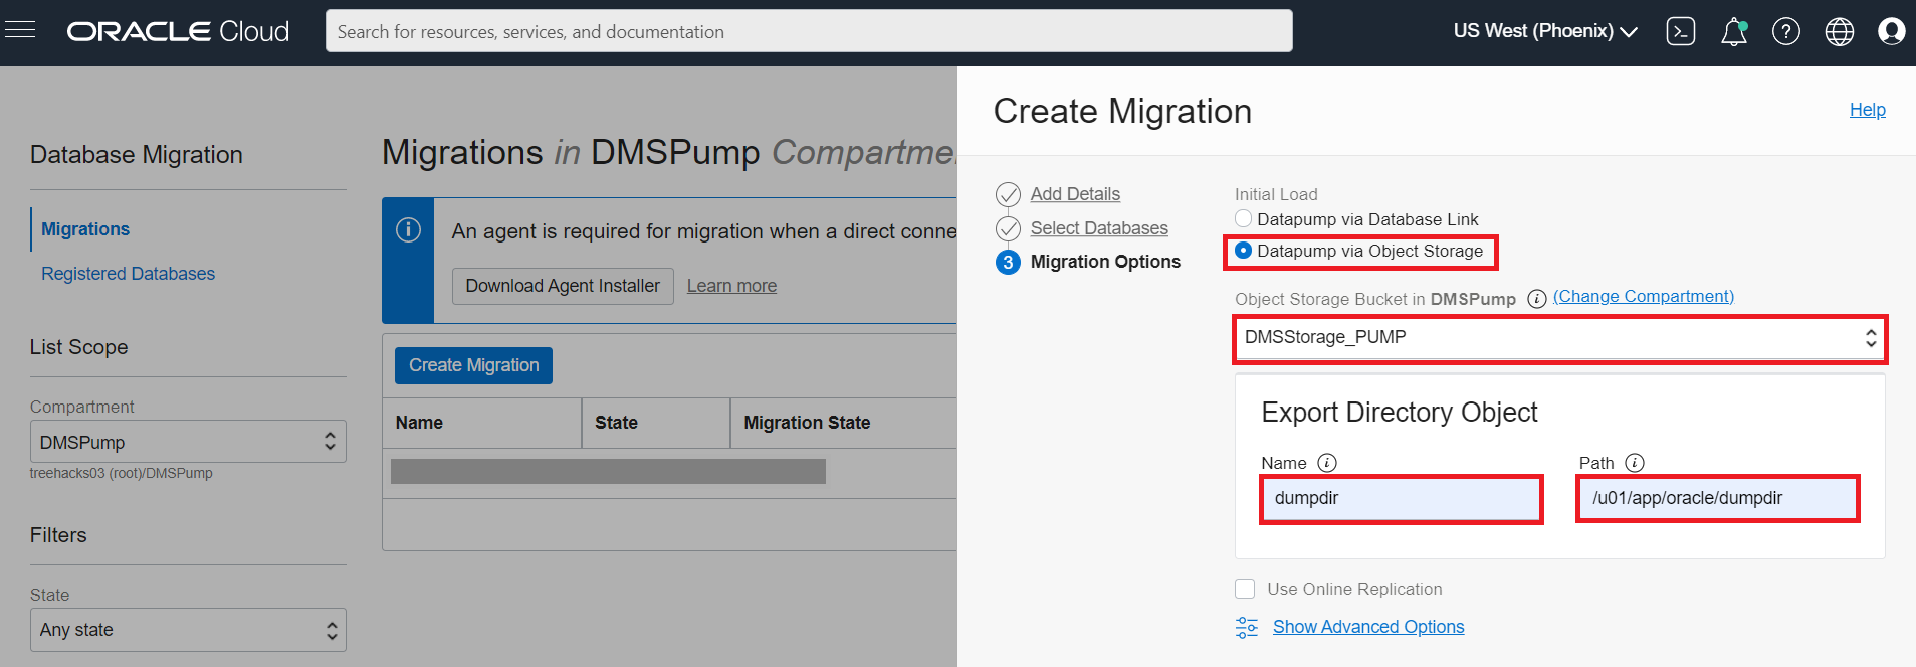 ORACLE Cloud
Search for resources, services, and documentation
US West (Phoenix)
Database Migration
Migrations
Registered Databases
List Scope
Compartment
DMSPump
treehacks03 (root)/DMSPump
Filters
State
Any state
Migrations in DMSPump Compartme
An agent is required for migration when a direct conne
Download Agent Installer
Learn more
Create Migration
Name State Migration State
Create Migration
Help
Add Details
Select Databases
3 Migration Options
Initial Load
Datapump via Database Link
Datapump via Object Storage
Object Storage Bucket in DMSPump (Change Compartment)
DMSStorage_PUMP
Export Directory Object
Name Path
dumpdir /u01/app/oracle/dumpdir
Use Online Replication
Show Advanced Options